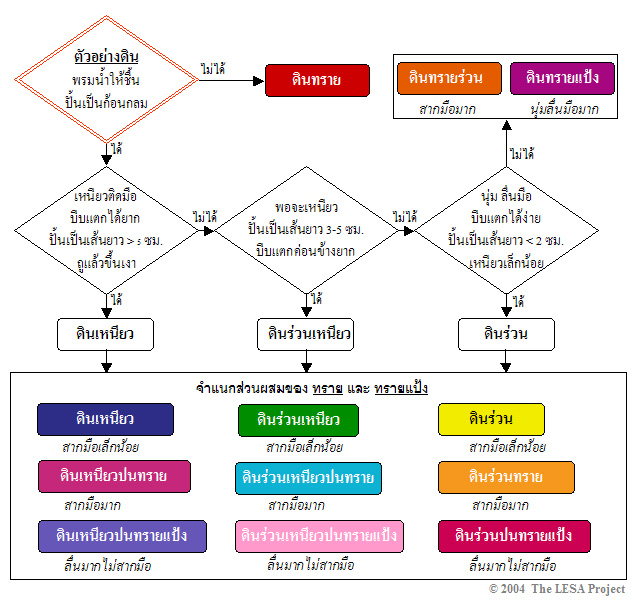 ตัวอย่างดิน
พรมน้ำให้ชื้น
ปั้นเป็นก้อนกลม
ไม่ได้
ดินทราย
ดินทรายร่วน
สากมือมาก
ดินทรายแป้ง
นุ่มลื่นมือมาก
ได้
ไม่ได้
เหนียวติดมือ
บีบแตกได้ยาก
ปั้นเป็นเส้นยาว > 5 ซม.
ถูแล้วขึ้นเงา
ไม่ได้
พอจะเหนียว
ปั้นเป็นเส้นยาว 3-5 ซม.
บีบแตกค่อนข้างยาก
ไม่ได้
นุ่ม ลื่นมือ
บีบแตกได้ง่าย
ปั้นเป็นเส้นยาว < 2 ซม.
เหนียวเล็กน้อย
ได้
ได้
ได้
ดินเหนียว
ดินร่วนเหนียว
ดินร่วน
จำแนกส่วนผสมของ ทราย และ ทรายแป้ง
ดินเหนียว
สากมือเล็กน้อย
ดินร่วนเหนียว
สากมือเล็กน้อย
ดินร่วน
สากมือเล็กน้อย
ดินเหนียวปนทราย
สากมือมาก
ดินร่วนเหนียวปนทราย
สากมือมาก
ดินร่วนทราย
สากมือมาก
ดินเหนียวปนทรายแป้ง
ลื่นมากไม่สากมือ
ดินร่วนเหนียวปนทรายแป้ง
ลื่นมากไม่สากมือ
ดินร่วนปนทรายแป้ง
ลื่นมากไม่สากมือ
© 2004 The LESA Project